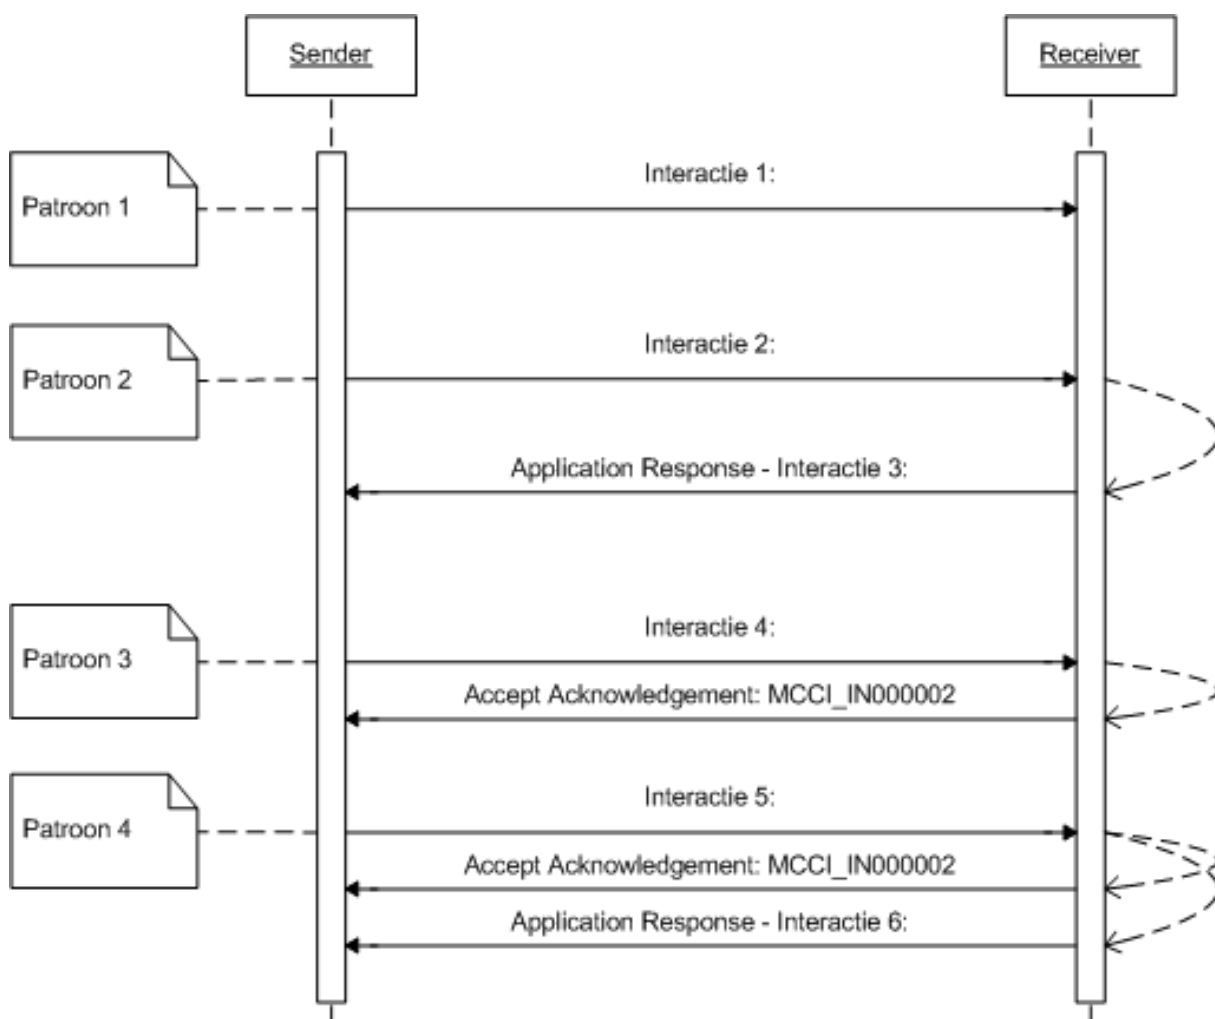 Sender
Receiver
Interactie 1:
Patroon 1
Interactie 2:
Patroon 2
Application Response - Interactie 3:
Interactie 4:
Patroon 3
Accept Acknowledgement: MCCI_IN000002
Interactie 5:
Patroon 4
Accept Acknowledgement: MCCI_IN000002
Application Response - Interactie 6: